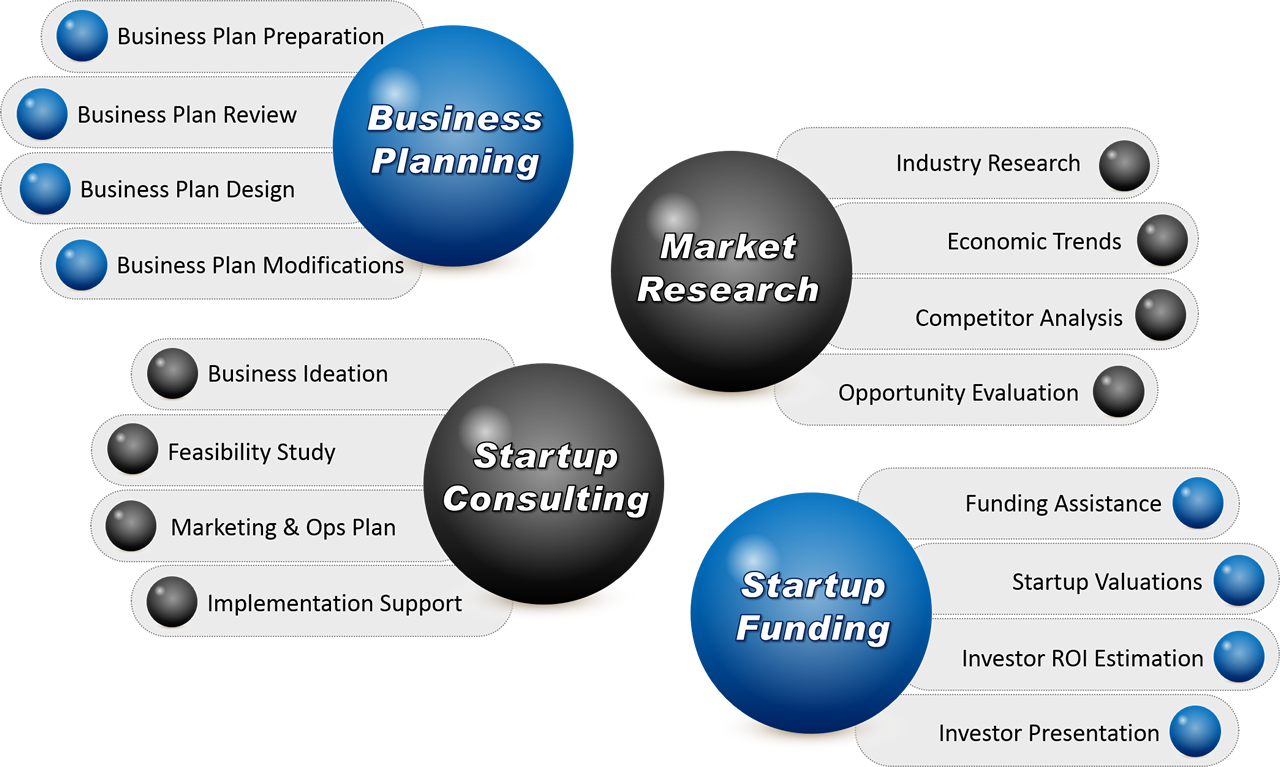 Business Plan Preparation
Business Plan Review
Business Plan Design
Business Plan Modifications
Business
Planning
Market
Research
Industry Research
Economic Trends
Competitor Analysis
Opportunity Evaluation
Business Ideation
Feasibility Study
Marketing & Ops Plan
Implementation Support
Startup
Consulting
Startup
Funding
Funding Assistance
Startup Valuations
Investor ROI Estimation
Investor Presentation